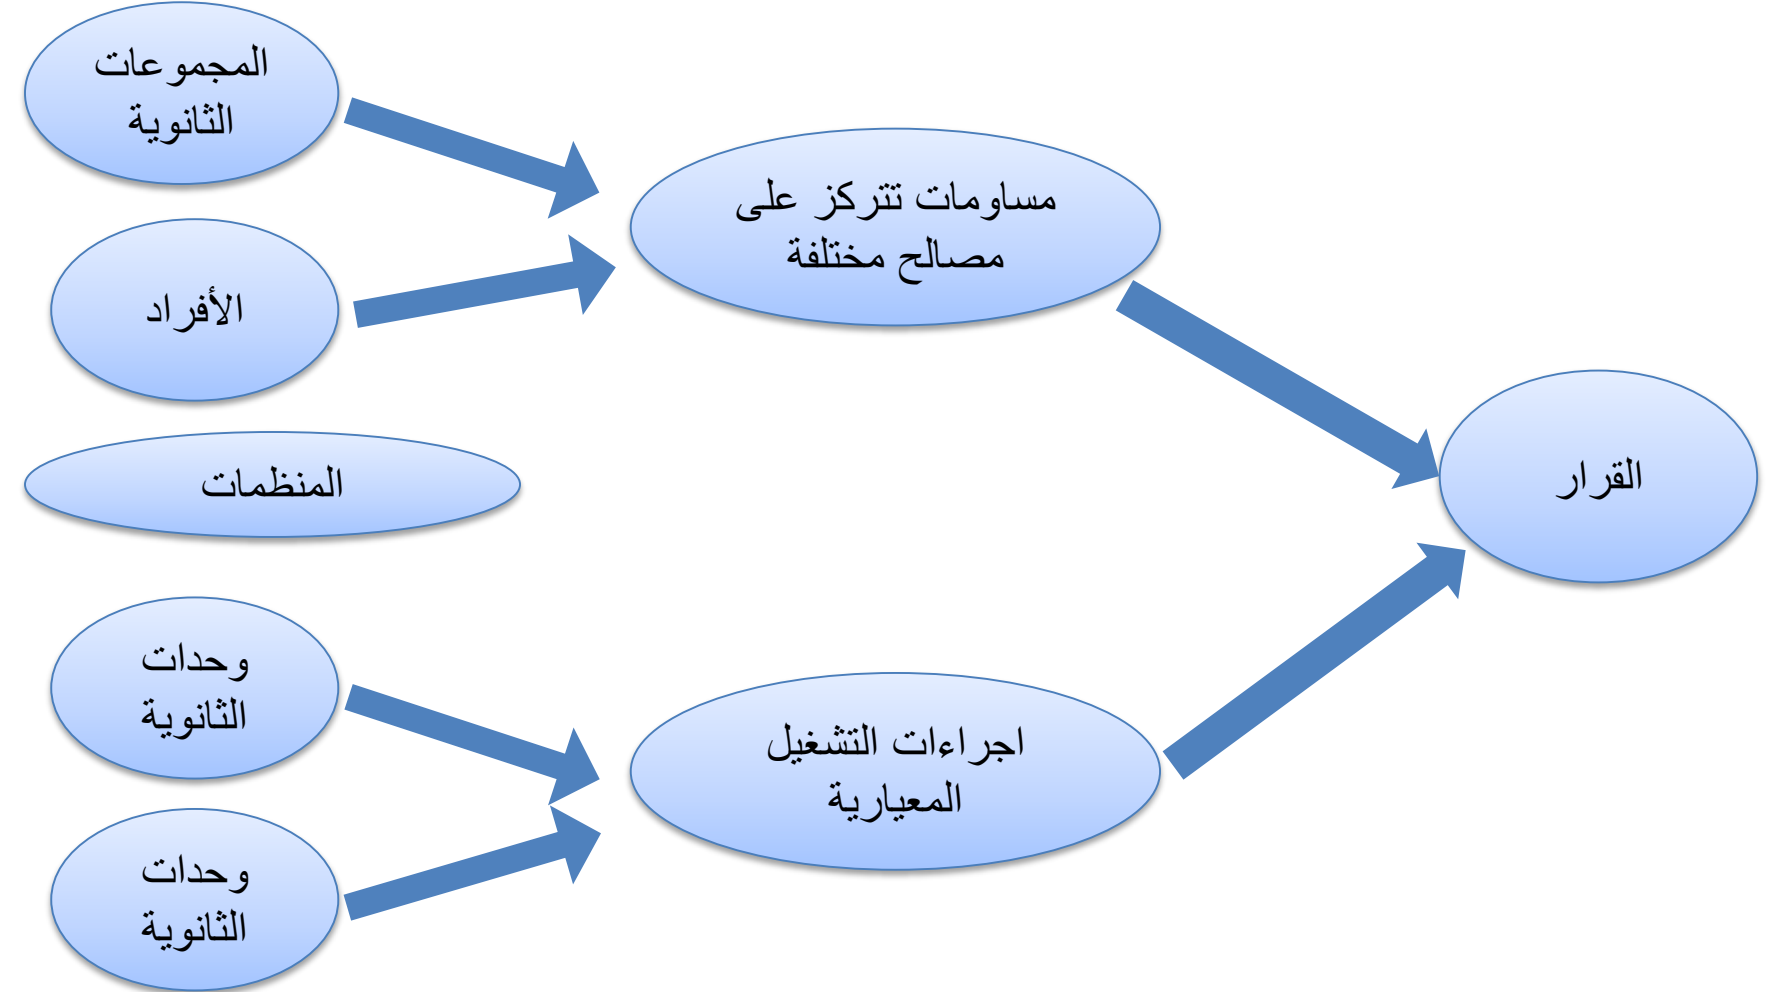 المجموعات
الثانوية
مساومات تتركز على
مصالح مختلفة
الأفراد
القرار
المنظمات
وحدات
الثانوية
اجراءات التشغيل
المعيارية
وحدات
الثانوية